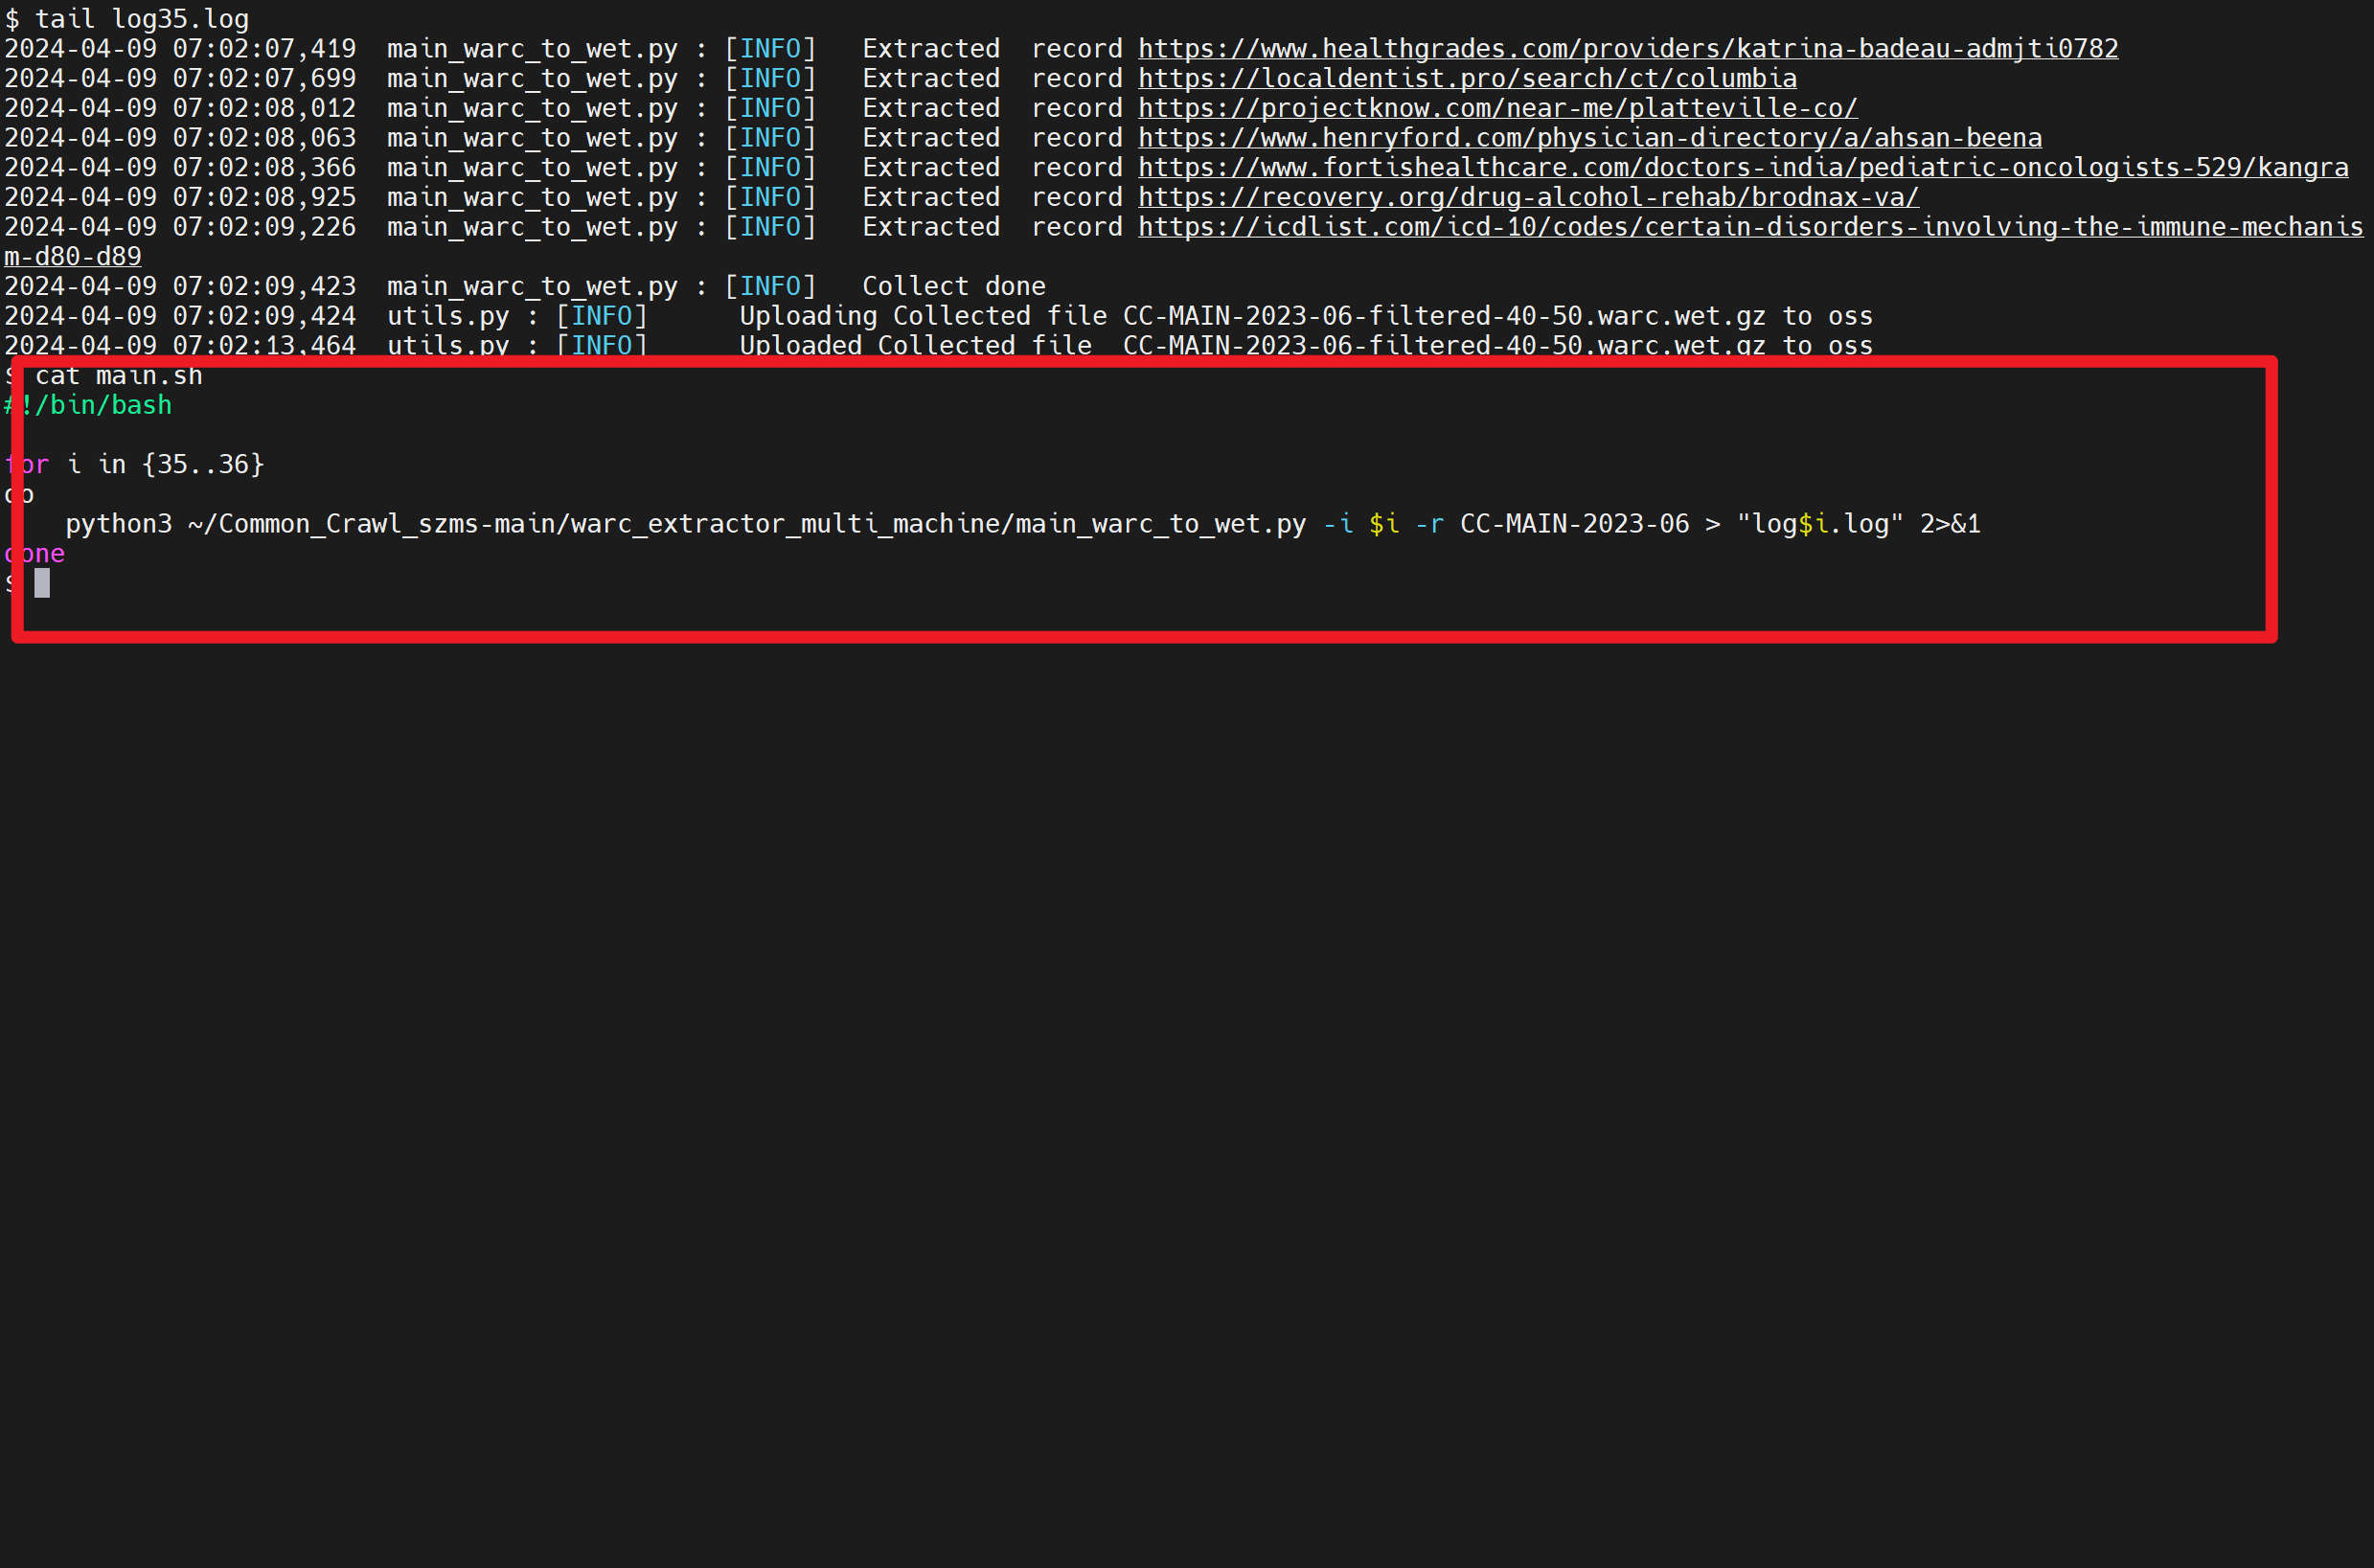 $ tail log35.log
2024-04-09 07:02:07,419  main_warc_to_wet.py : [INFO]   Extracted  record https://www.healthgrades.com/providers/katrina-badeau-admjti0782
2024-04-09 07:02:07,699  main_warc_to_wet.py : [INFO]   Extracted  record https://localdentist.pro/search/ct/columbia
2024-04-09 07:02:08,012  main_warc_to_wet.py : [INFO]   Extracted  record https://projectknow.com/near-me/platteville-co/
2024-04-09 07:02:08,063  main_warc_to_wet.py : [INFO]   Extracted  record https://www.henryford.com/physician-directory/a/ahsan-beena
2024-04-09 07:02:08,366  main_warc_to_wet.py : [INFO]   Extracted  record https://www.fortishealthcare.com/doctors-india/pediatric-oncologists-529/kangra
2024-04-09 07:02:08,925  main_warc_to_wet.py : [INFO]   Extracted  record https://recovery.org/drug-alcohol-rehab/brodnax-va/
2024-04-09 07:02:09,226  main_warc_to_wet.py : [INFO]   Extracted  record https://icdlist.com/icd-10/codes/certain-disorders-involving-the-immune-mechanis
m-d80-d89
2024-04-09 07:02:09,423  main_warc_to_wet.py : [INFO]   Collect done
2024-04-09 07:02:09,424  utils.py : [INFO]      Uploading Collected file CC-MAIN-2023-06-filtered-40-50.warc.wet.gz to oss
2024-04-09 07:02:13,464  utils.py : [INFO]      Uploaded Collected file  CC-MAIN-2023-06-filtered-40-50.warc.wet.gz to oss
$ cat main.sh
#!/bin/bash

for i in {35..36}
do
    python3 ~/Common_Crawl_szms-main/warc_extractor_multi_machine/main_warc_to_wet.py -i $i -r CC-MAIN-2023-06 > "log$i.log" 2>&1
done
$